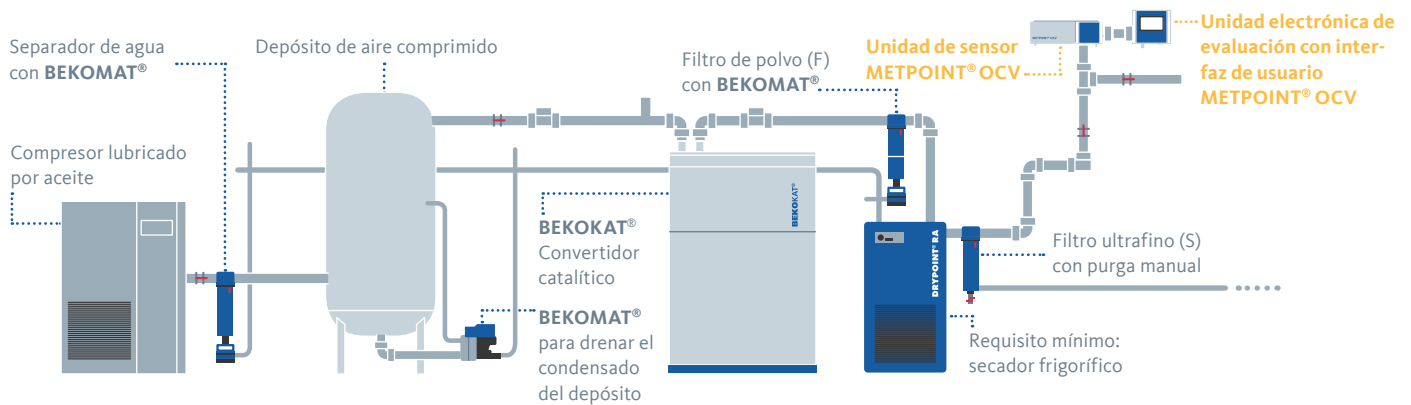 Separador de agua
con BEKOMAT®
Depósito de aire comprimido
Filtro de polvo (F)
con BEKOMAT®
Unidad de sensor
METPOINT® OCV
METPOINT® OCV
Unidad electrónica de
evaluación con inter-
faz de usuario
METPOINT® OCV
Compresor lubricado
por aceite
BEKOKAT®
Convertidor
catalítico
BEKOKAT®
BEKOMAT®
para drenar el
condensado
del depósito
DRYPOINT® RA
Filtro ultrafino (S)
con purga manual
Requisito mínimo:
secador frigorífico